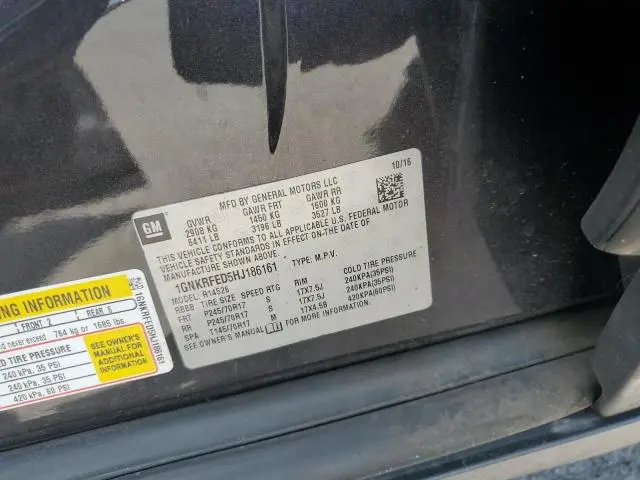 GM
MFD BY GENERAL MOTORS LLC
10/16
GVWR GAWR FRT GAWR RR
2908 KG 1450 KG 1600 KG
6411 LB 3196 LB 3527 LB
THIS VEHICLE CONFORMS TO ALL APPLICABLE U.S. FEDERAL MOTOR
VEHICLE SAFETY STANDARDS IN EFFECT ON THE DATE OF
MANUFACTURE SHOWN ABOVE.
1GNKRFED5HJ186161 TYPE: M.P.V.
MODEL: R14526
RBEB TIRE SIZE SPEED RTG RIM COLD TIRE PRESSURE
FRT P245/70R17 S 17X7.5J 240KPA(35PSI)
RR P245/70R17 S 17X7.5J 240KPA(35PSI)
SPA T145/70R17 M 17X4.5B 420KPA(60PSI)
SEE OWNER'S MANUAL FOR MORE INFORMATION
ING INFORMATION
FRONT 2 REAR 5
d never exceed 764 kg or 1685 lbs.
COLD TIRE PRESSURE
240 kPa, 35 PSI
240 kPa, 35 PSI
420 kPa, 60 PSI
SEE OWNER'S
MANUAL FOR
ADDITIONAL
INFORMATION
1GNKRFED5HJ186161